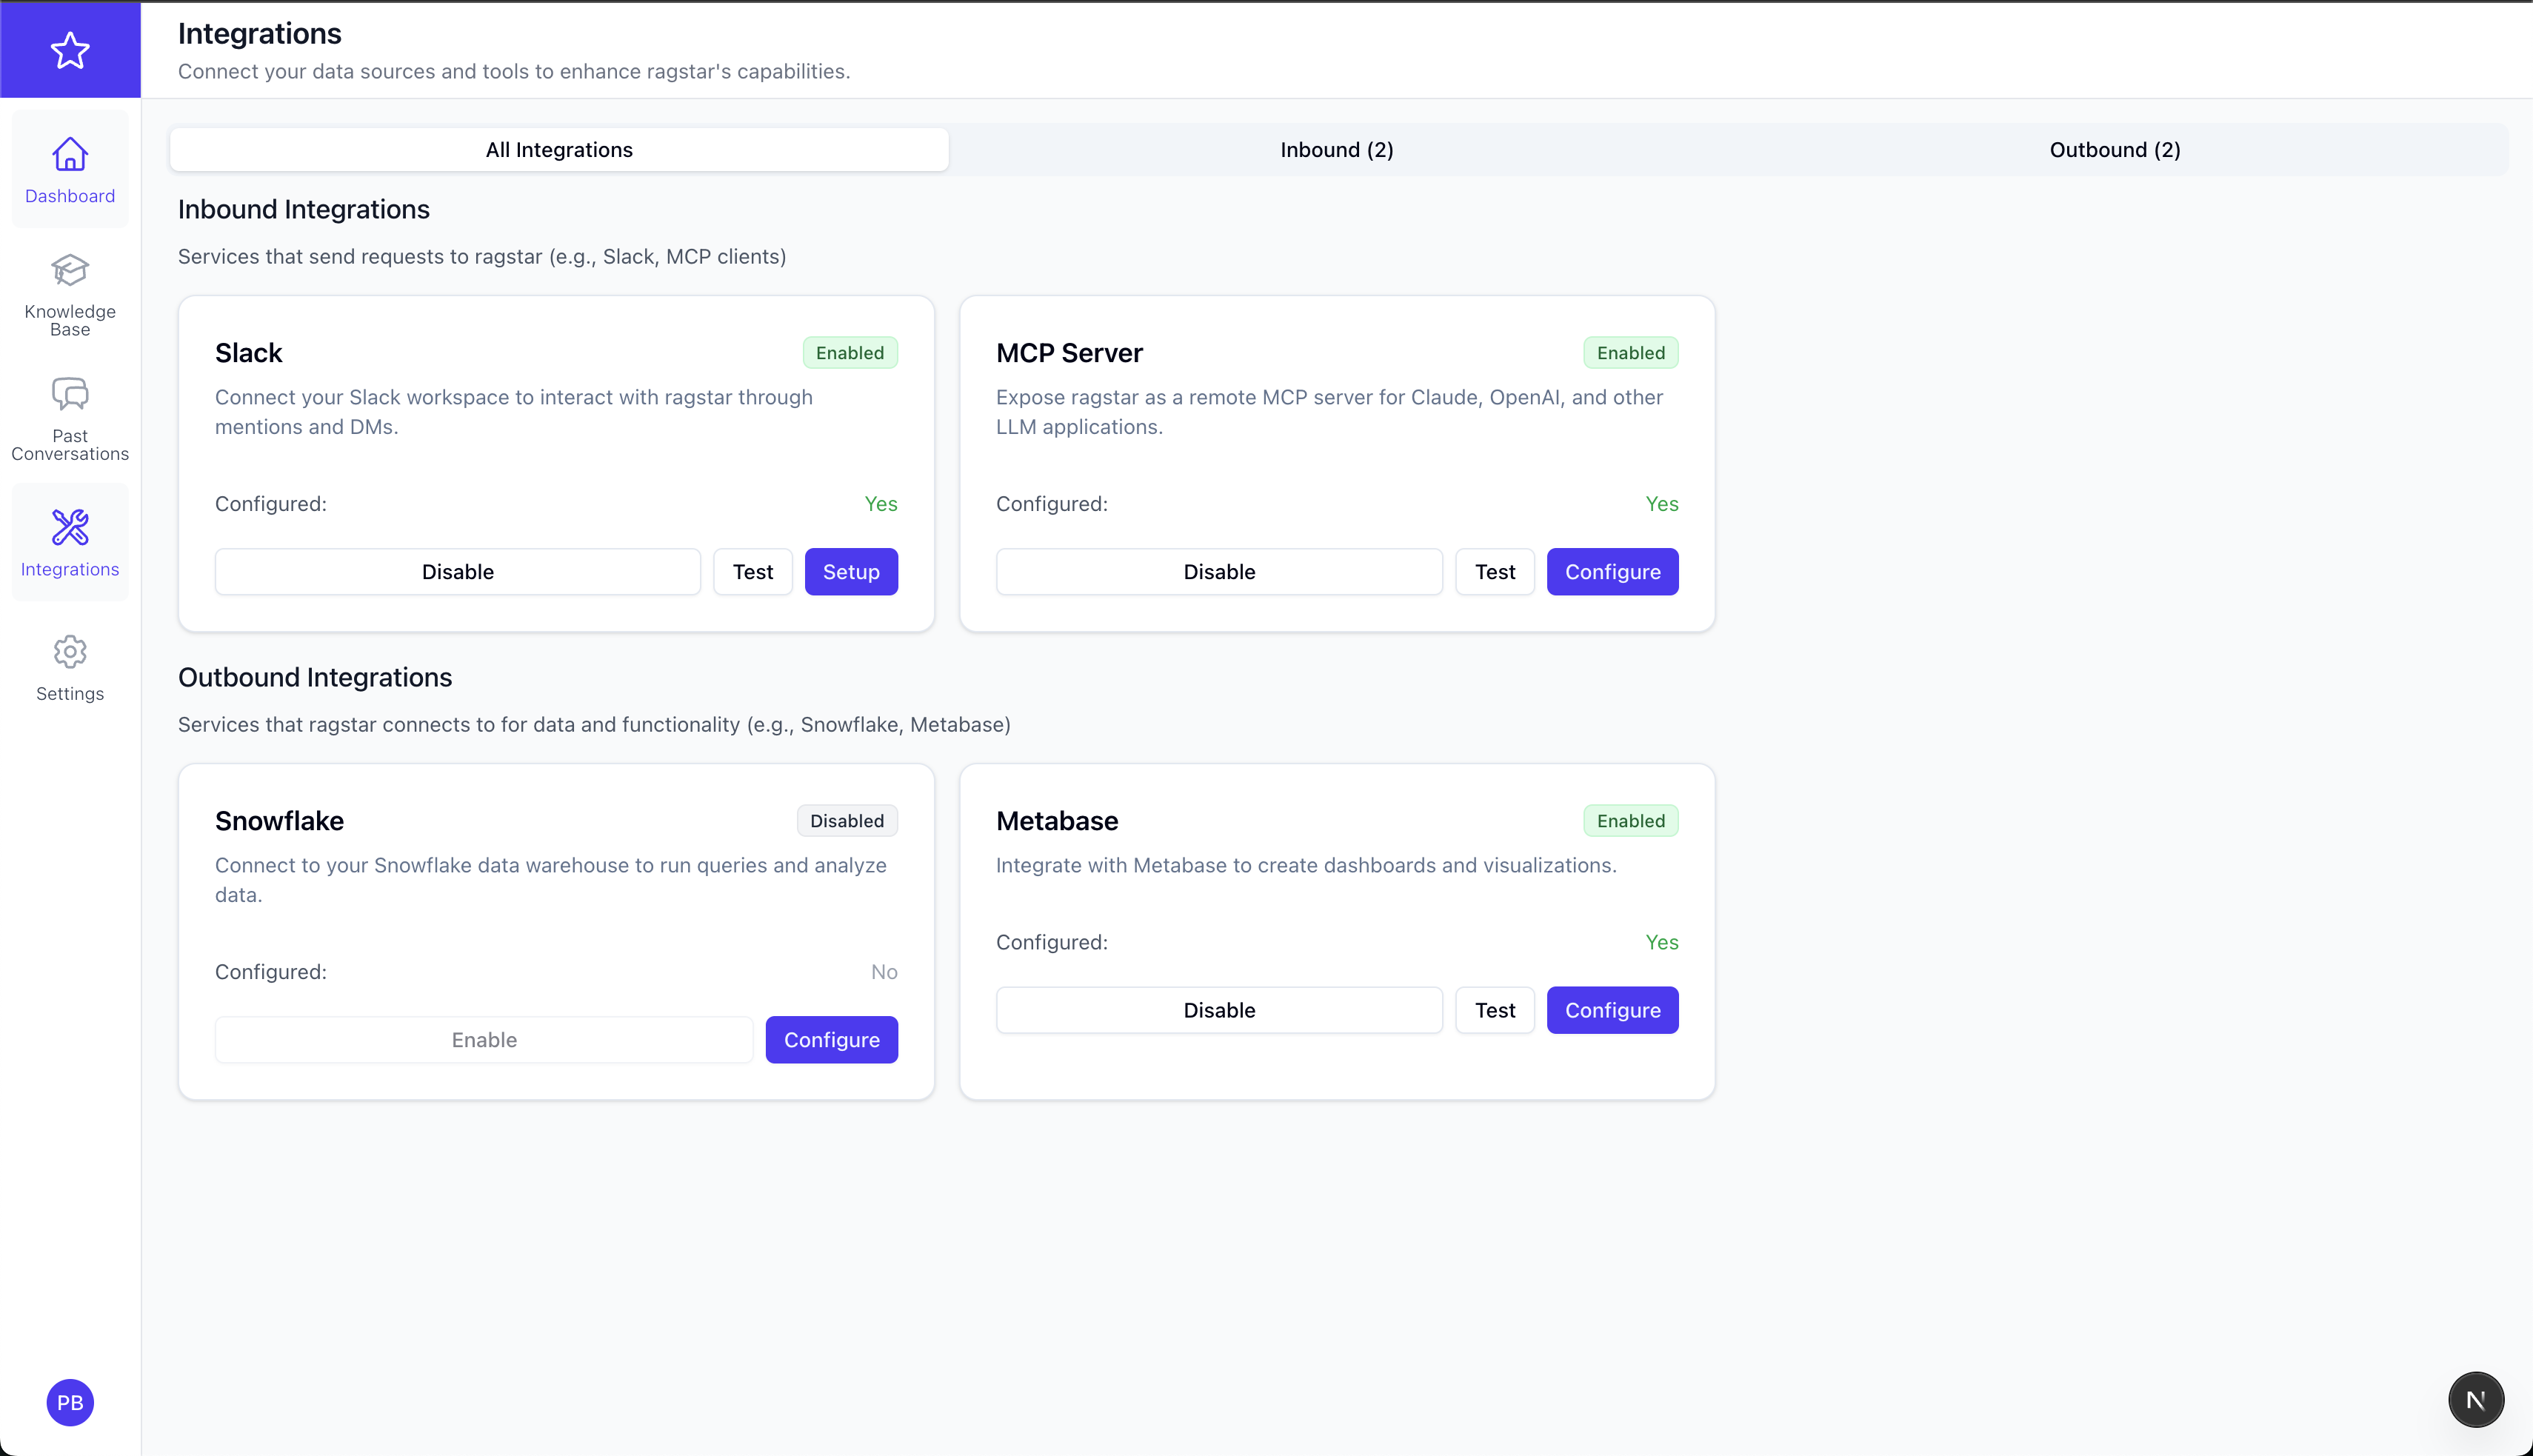 Integrations
Connect your data sources and tools to enhance ragstar's capabilities.
Dashboard
Knowledge
Base
Past
Conversations
Integrations
Settings
PB
All Integrations
Inbound (2)
Outbound (2)
Inbound Integrations
Services that send requests to ragstar (e.g., Slack, MCP clients)
Slack
Enabled
Connect your Slack workspace to interact with ragstar through
mentions and DMs.
Configured:
Yes
Disable
Test
Setup
MCP Server
Enabled
Expose ragstar as a remote MCP server for Claude, OpenAI, and other
LLM applications.
Configured:
Yes
Disable
Test
Configure
Outbound Integrations
Services that ragstar connects to for data and functionality (e.g., Snowflake, Metabase)
Snowflake
Disabled
Connect to your Snowflake data warehouse to run queries and analyze
data.
Configured:
No
Enable
Configure
Metabase
Enabled
Integrate with Metabase to create dashboards and visualizations.
Configured:
Yes
Disable
Test
Configure
N